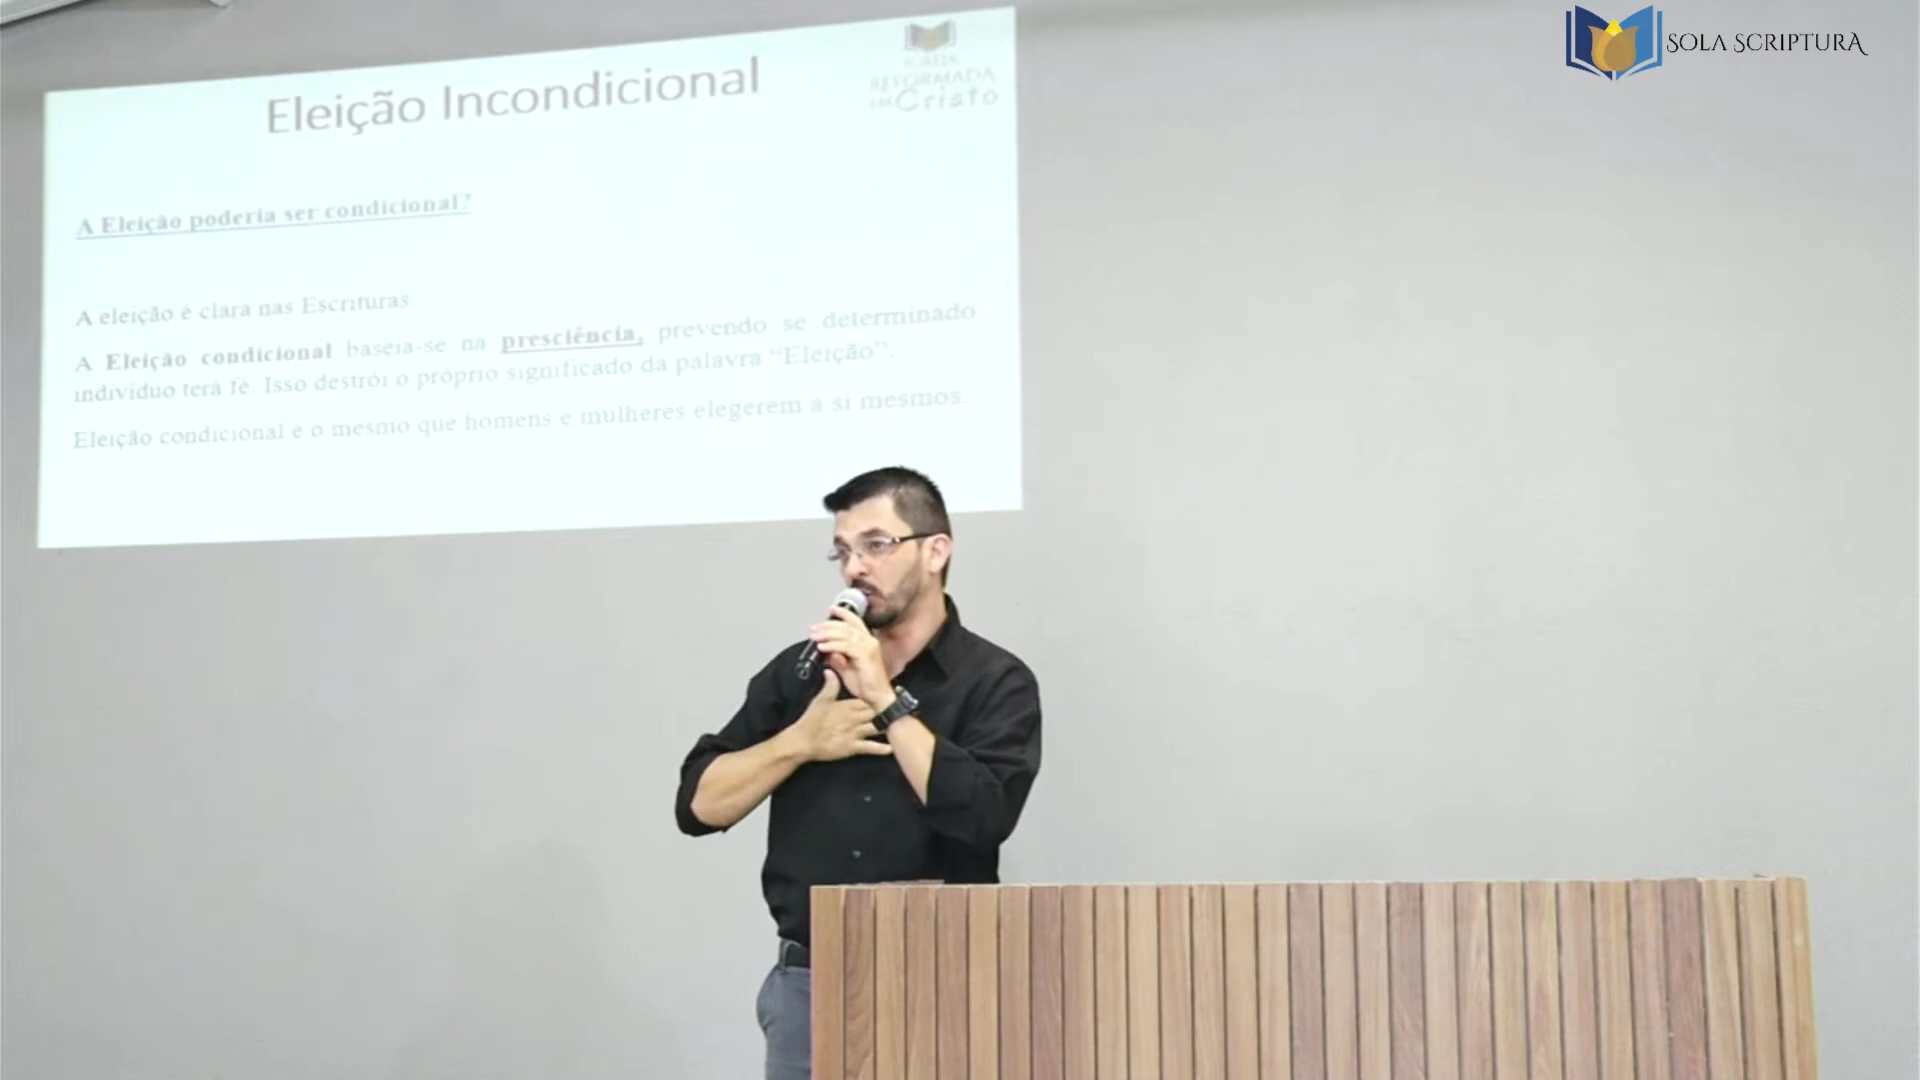 SOLA SCRIPTURA
IGREJA
REFORMADA
EM Cristo
Eleição Incondicional
A Eleição poderia ser condicional?
A eleição é clara nas Escrituras.
A Eleição condicional baseia-se na presciência, prevendo se determinado
indivíduo terá fé. Isso destrói o próprio significado da palavra “Eleição”.
Eleição condicional é o mesmo que homens e mulheres elegerem a si mesmos.